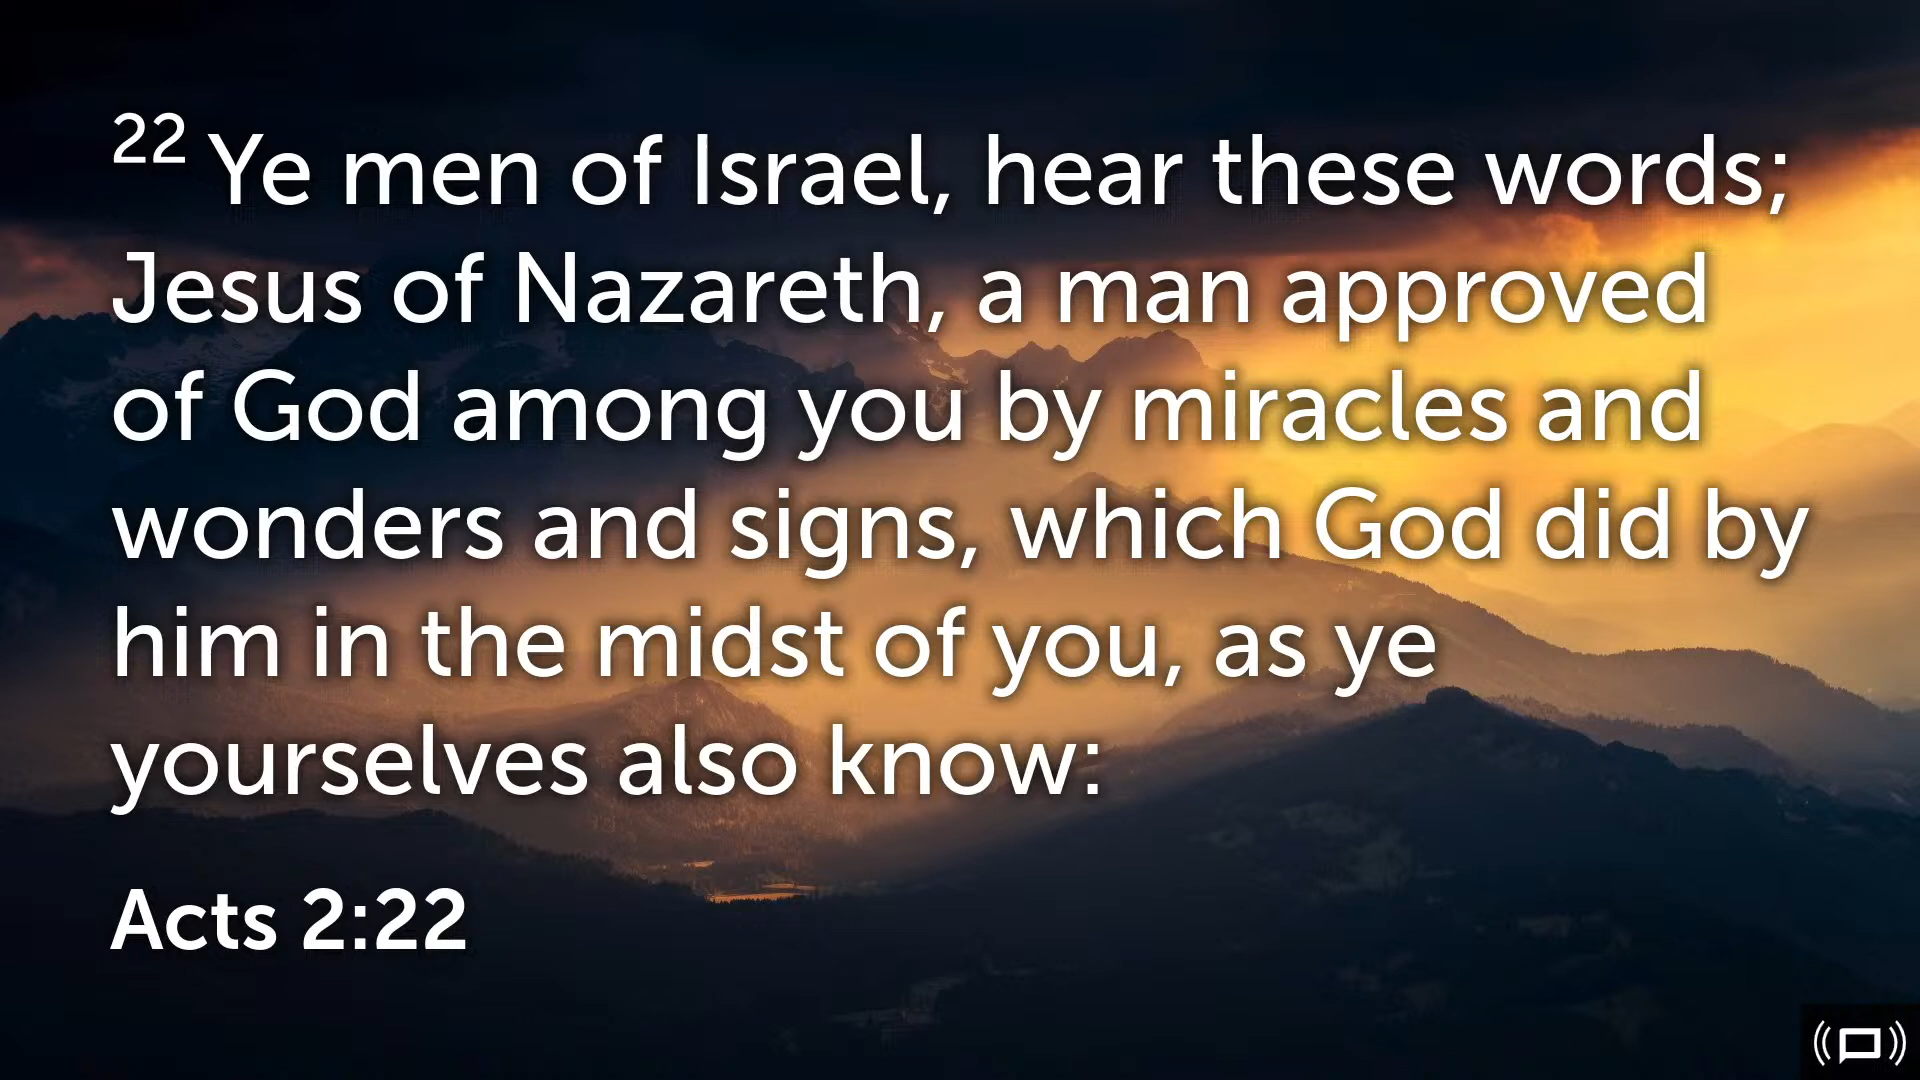 22 Ye men of Israel, hear these words;
Jesus of Nazareth, a man approved
of God among you by miracles and
wonders and signs, which God did by
him in the midst of you, as ye
yourselves also know:
Acts 2:22